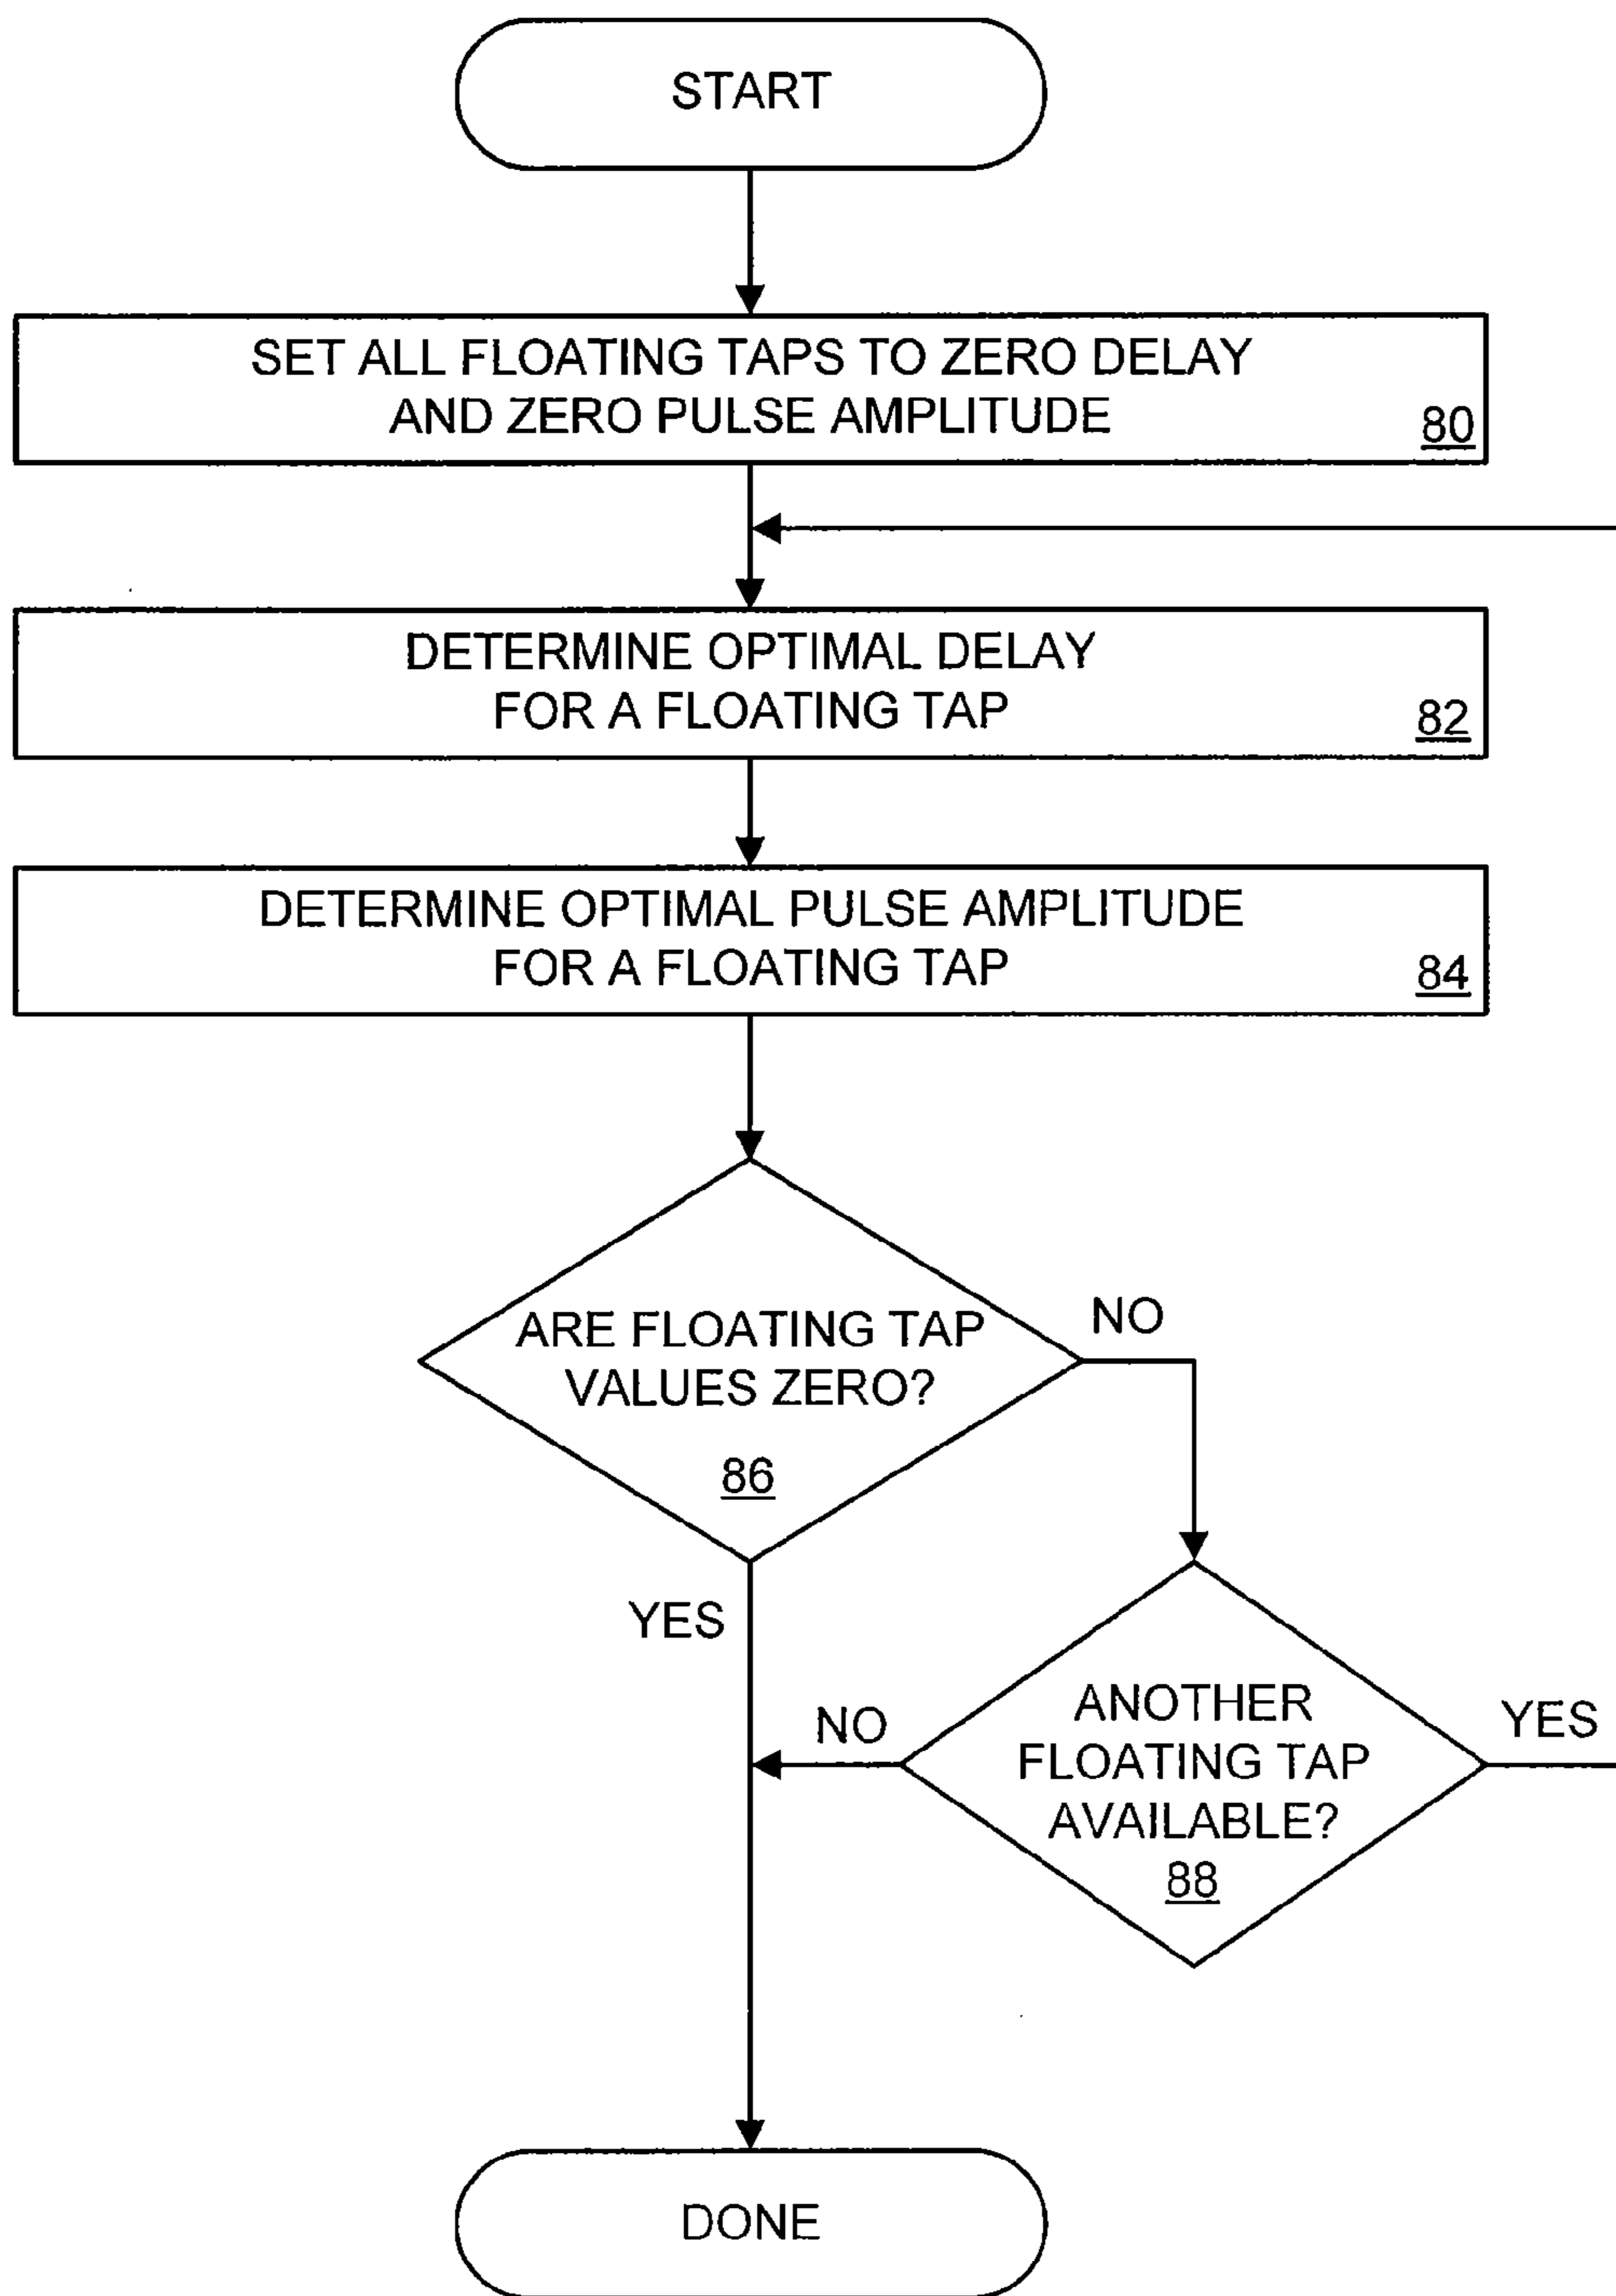 START
SET ALL FLOATING TAPS TO ZERO DELAY
AND ZERO PULSE AMPLITUDE
80
DETERMINE OPTIMAL DELAY
FOR A FLOATING TAP
82
DETERMINE OPTIMAL PULSE AMPLITUDE
FOR A FLOATING TAP
84
ARE FLOATING TAP
VALUES ZERO?
86
NO
YES
ANOTHER
FLOATING TAP
AVAILABLE?
88
NO
YES
DONE